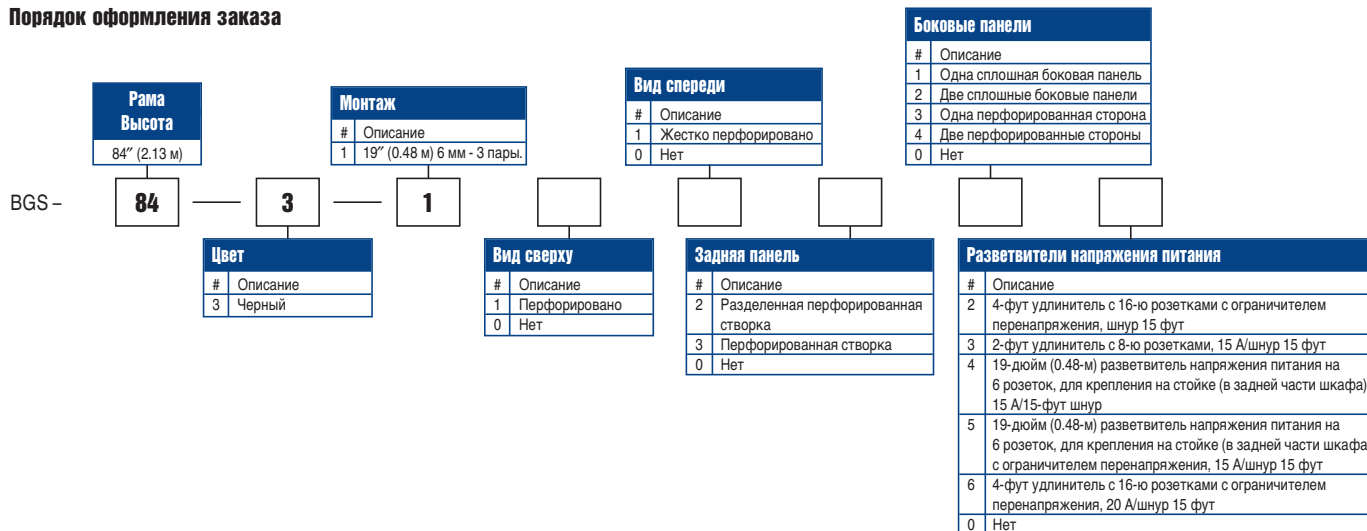 Порядок оформления заказа
Боковые панели
# Описание
1 Одна сплошная боковая панель
2 Две сплошные боковые панели
3 Одна перфорированная сторона
4 Две перфорированные стороны
0 Нет
Вид спереди
# Описание
1 Жестко перфорировано
0 Нет
Рама
Высота
84″ (2.13 м)
Монтаж
# Описание
1 19″ (0.48 м) 6 мм - 3 пары.
BGS – 84 — 3 — 1
Цвет
# Описание
3 Черный
Вид сверху
# Описание
1 Перфорировано
0 Нет
Задняя панель
# Описание
2 Разделенная перфорированная
створка
3 Перфорированная створка
0 Нет
Разветвители напряжения питания
# Описание
2 4-фут удлинитель с 16-ю розетками с ограничителем
перенапряжения, шнур 15 фут
3 2-фут удлинитель с 8-ю розетками, 15 А/шнур 15 фут
4 19-дюйм (0.48-м) разветвитель напряжения питания на
6 розеток, для крепления на стойке (в задней части шкафа)
15 А/15-фут шнур
5 19-дюйм (0.48-м) разветвитель напряжения питания на
6 розеток, для крепления на стойке (в задней части шкафа
с ограничителем перенапряжения, 15 А/шнур 15 фут
6 4-фут удлинитель с 16-ю розетками с ограничителем
перенапряжения, 20 А/шнур 15 фут
0 Нет